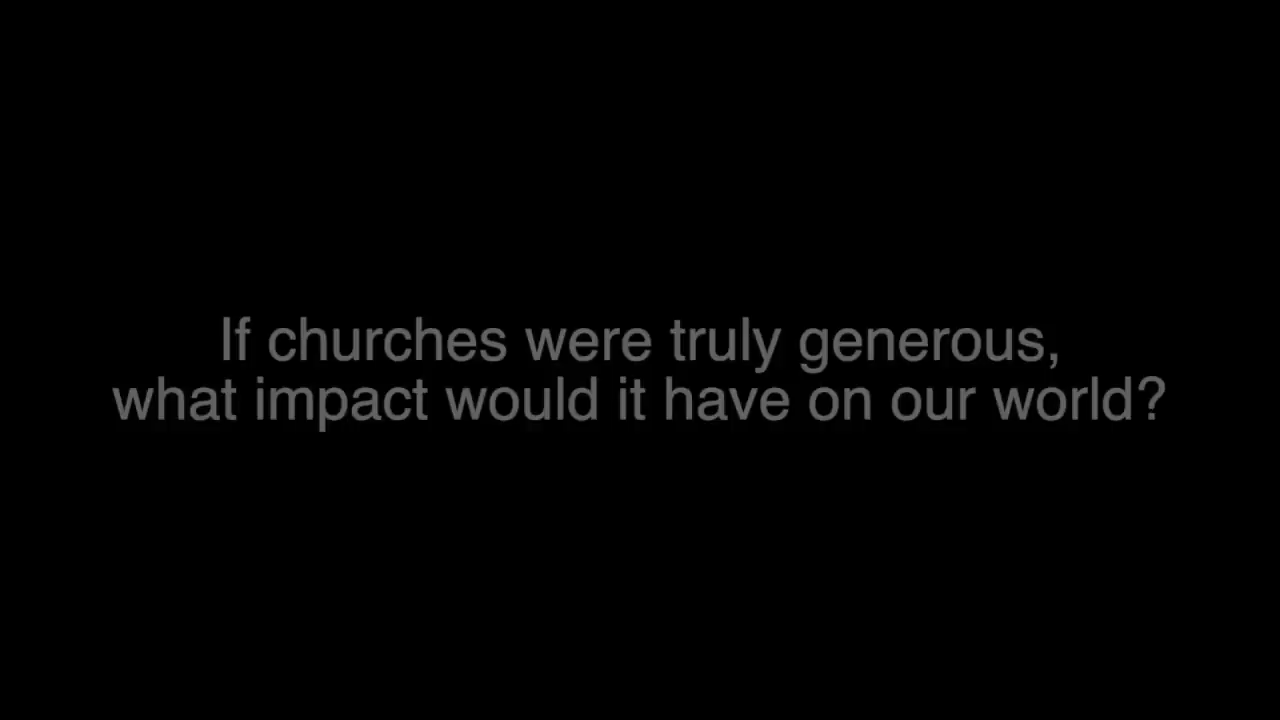 If churches were truly generous,
what impact would it have on our world?